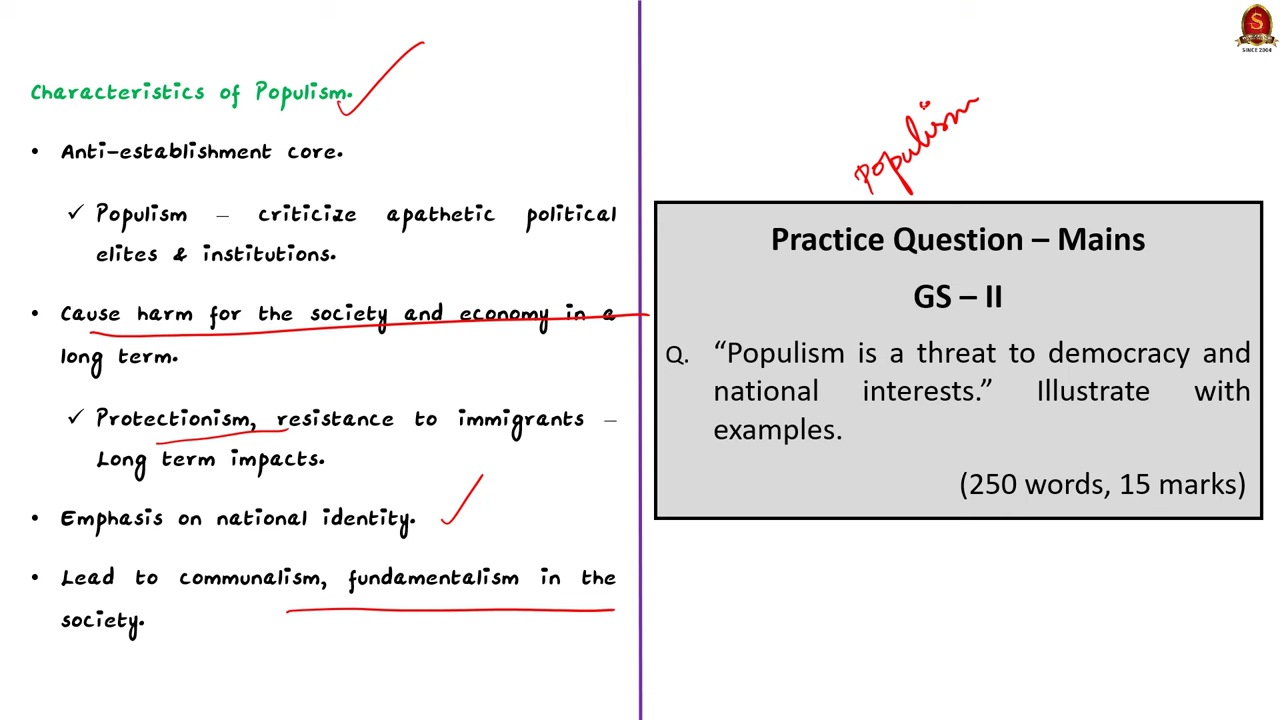 Characteristics of Populism.
• Anti-establishment core.
✓ Populism – criticize apathetic political
elites & institutions.
• Cause harm for the society and economy in a
long term.
✓ Protectionism, resistance to immigrants –
Long term impacts.
• Emphasis on national identity.
• Lead to communalism, fundamentalism in the
society.
S
SINCE 2004
Populism
Practice Question – Mains
GS – II
Q. “Populism is a threat to democracy and
national interests.” Illustrate with
examples.
(250 words, 15 marks)